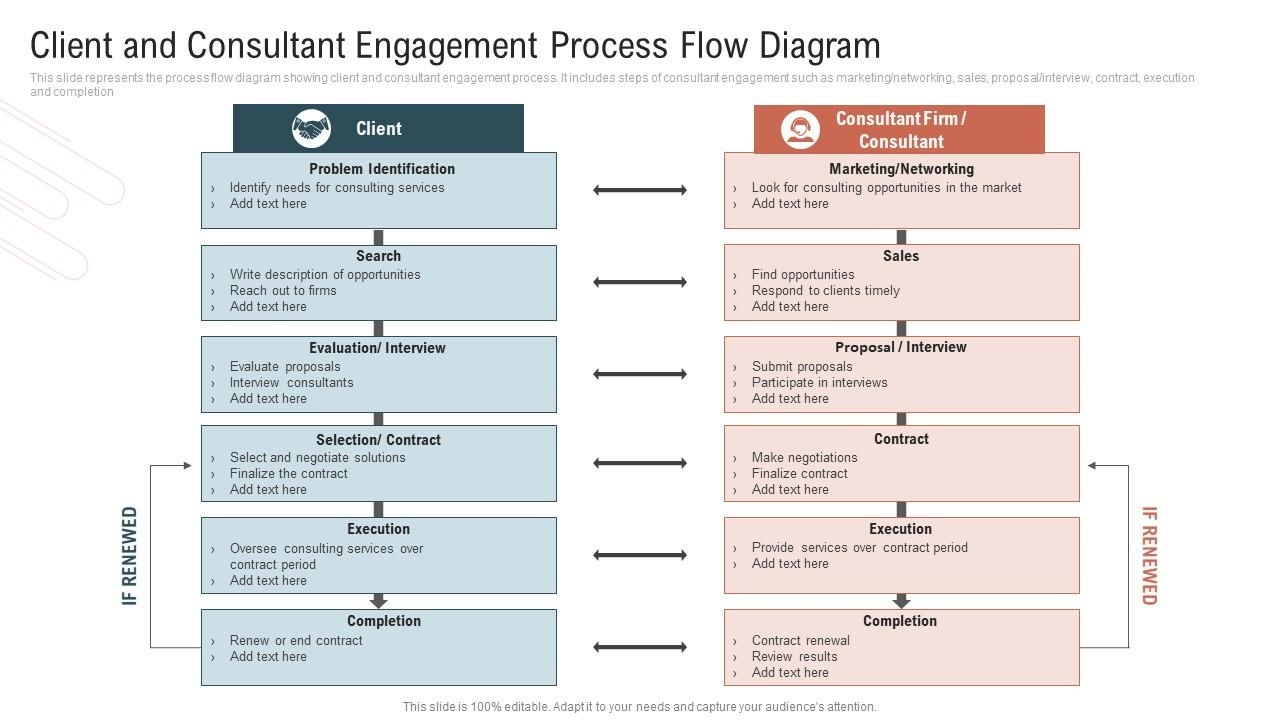 Client and Consultant Engagement Process Flow Diagram
This slide represents the process flow diagram showing client and consultant engagement process. It includes steps of consultant engagement such as marketing/networking, sales, proposal/interview, contract, execution
and completion
Client
Problem Identification
› Identify needs for consulting services
› Add text here
Search
› Write description of opportunities
› Reach out to firms
› Add text here
Evaluation/ Interview
› Evaluate proposals
› Interview consultants
› Add text here
Selection/ Contract
› Select and negotiate solutions
› Finalize the contract
› Add text here
Execution
› Oversee consulting services over
contract period
› Add text here
Completion
› Renew or end contract
› Add text here
IF RENEWED
Consultant Firm /
Consultant
Marketing/Networking
› Look for consulting opportunities in the market
› Add text here
Sales
› Find opportunities
› Respond to clients timely
› Add text here
Proposal / Interview
› Submit proposals
› Participate in interviews
› Add text here
Contract
› Make negotiations
› Finalize contract
› Add text here
Execution
› Provide services over contract period
› Add text here
Completion
› Contract renewal
› Review results
› Add text here
IF RENEWED
This slide is 100% editable. Adapt it to your needs and capture your audience's attention.